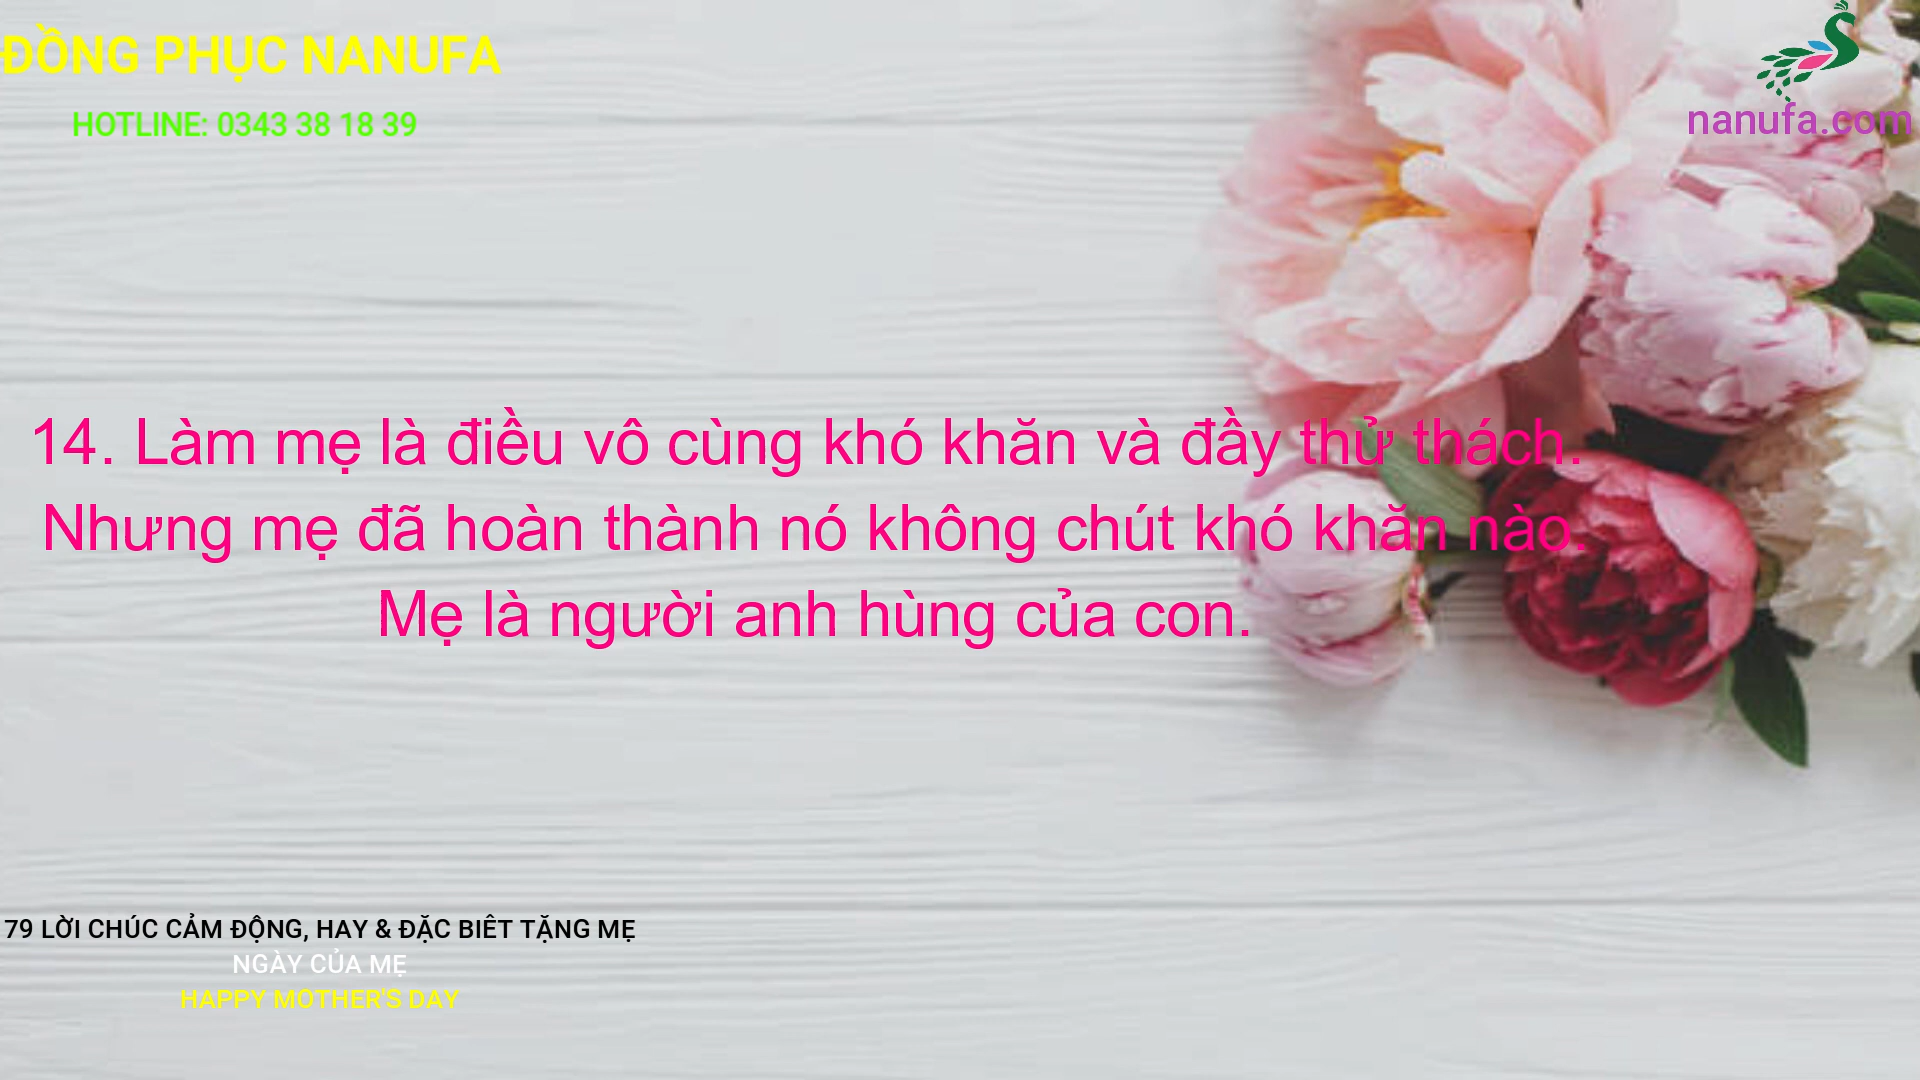 ĐỒNG PHỤC NANUFA
HOTLINE: 0343 38 18 39
nanufa.com
14. Làm mẹ là điều vô cùng khó khăn và đầy thử thách.
Nhưng mẹ đã hoàn thành nó không chút khó khăn nào.
Mẹ là người anh hùng của con.
79 LỜI CHÚC CẢM ĐỘNG, HAY & ĐẶC BIÊT TẶNG MẸ
NGÀY CỦA MẸ
HAPPY MOTHER'S DAY